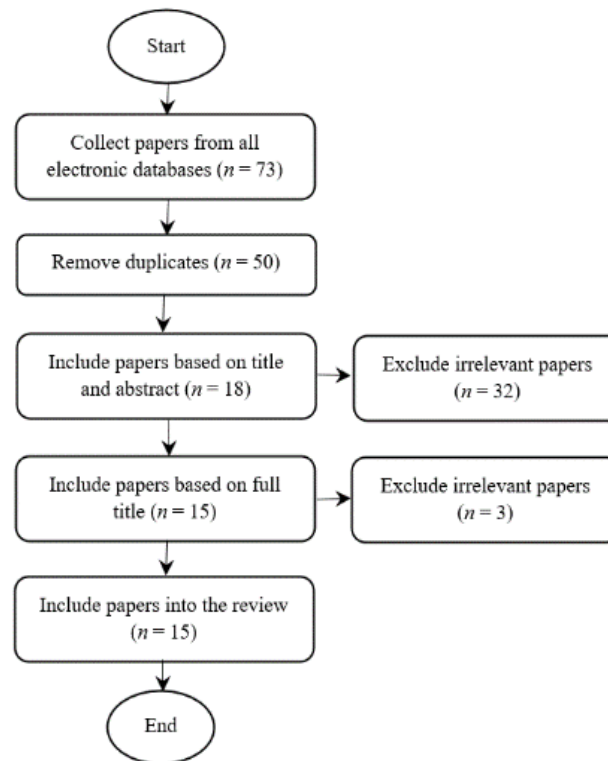 Start
Collect papers from all
electronic databases (n = 73)
Remove duplicates (n = 50)
Include papers based on title
and abstract (n = 18)
Exclude irrelevant papers
(n = 32)
Include papers based on full
title (n = 15)
Exclude irrelevant papers
(n = 3)
Include papers into the review
(n = 15)
End